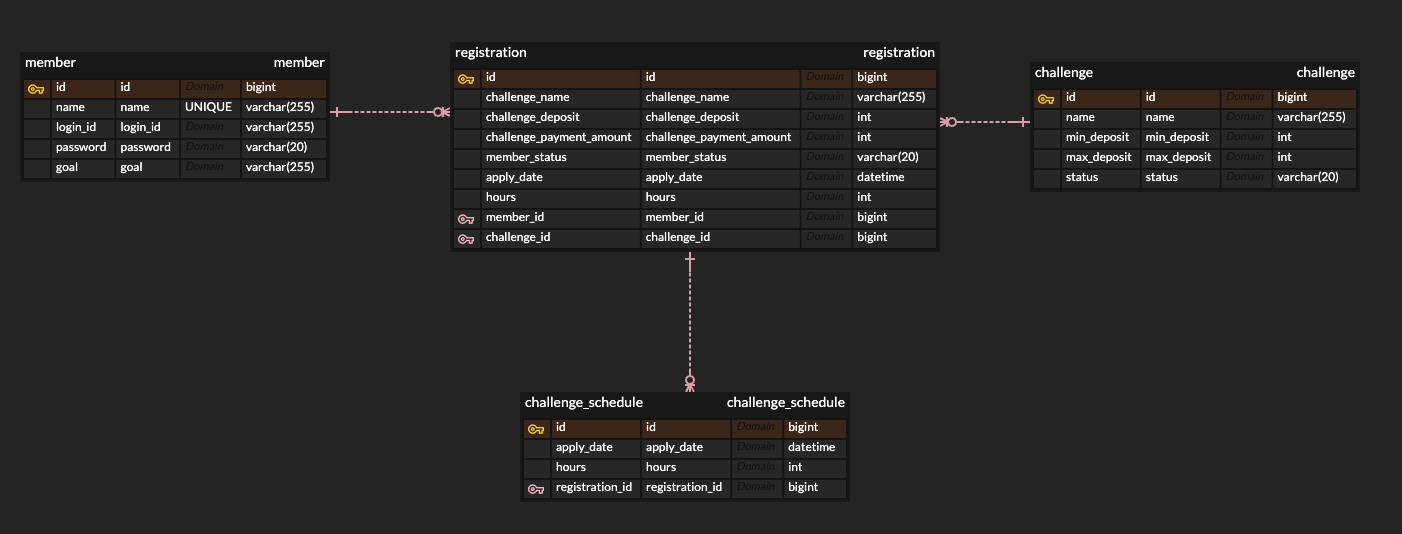 member member
id id Domain bigint
name name UNIQUE varchar(255)
login_id login_id Domain varchar(255)
password password Domain varchar(20)
goal goal Domain varchar(255)
registration registration
id id Domain bigint
challenge_name challenge_name Domain varchar(255)
challenge_deposit challenge_deposit Domain int
challenge_payment_amount challenge_payment_amount Domain int
member_status member_status Domain varchar(20)
apply_date apply_date Domain datetime
hours hours Domain int
member_id member_id Domain bigint
challenge_id challenge_id Domain bigint
challenge challenge
id id Domain bigint
name name Domain varchar(255)
min_deposit min_deposit Domain int
max_deposit max_deposit Domain int
status status Domain varchar(20)
challenge_schedule challenge_schedule
id id Domain bigint
apply_date apply_date Domain datetime
hours hours Domain int
registration_id registration_id Domain bigint